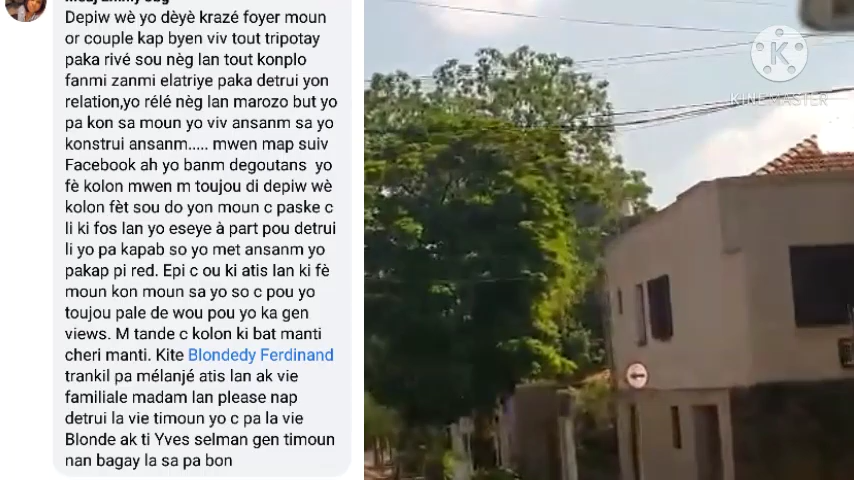 Depiw wè yo dèyè krazé foyer moun
or couple kap byen viv tout tripotay
paka rivé sou nèg lan tout konplo
fanmi zanmi elatriye paka detrui yon
relation,yo rélé nèg lan marozo but yo
pa kon sa moun yo viv ansanm sa yo
konstrui ansanm..... mwen map suiv
Facebook ah yo banm degoutans yo
fè kolon mwen m toujou di depiw wè
kolon fèt sou do yon moun c paske c
li ki fos lan yo eseye à part pou detrui
li yo pa kapab so yo met ansanm yo
pakap pi red. Epi c ou ki atis lan ki fè
moun kon moun sa yo so c pou yo
toujou pale de wou pou yo ka gen
views. M tande c kolon ki bat manti
cheri manti. Kite Blondedy Ferdinand
trankil pa mélanjé atis lan ak vie
familiale madam lan please nap
detrui la vie timoun yo c pa la vie
Blonde ak ti Yves selman gen timoun
nan bagay la sa pa bon
K
KINEMASTER